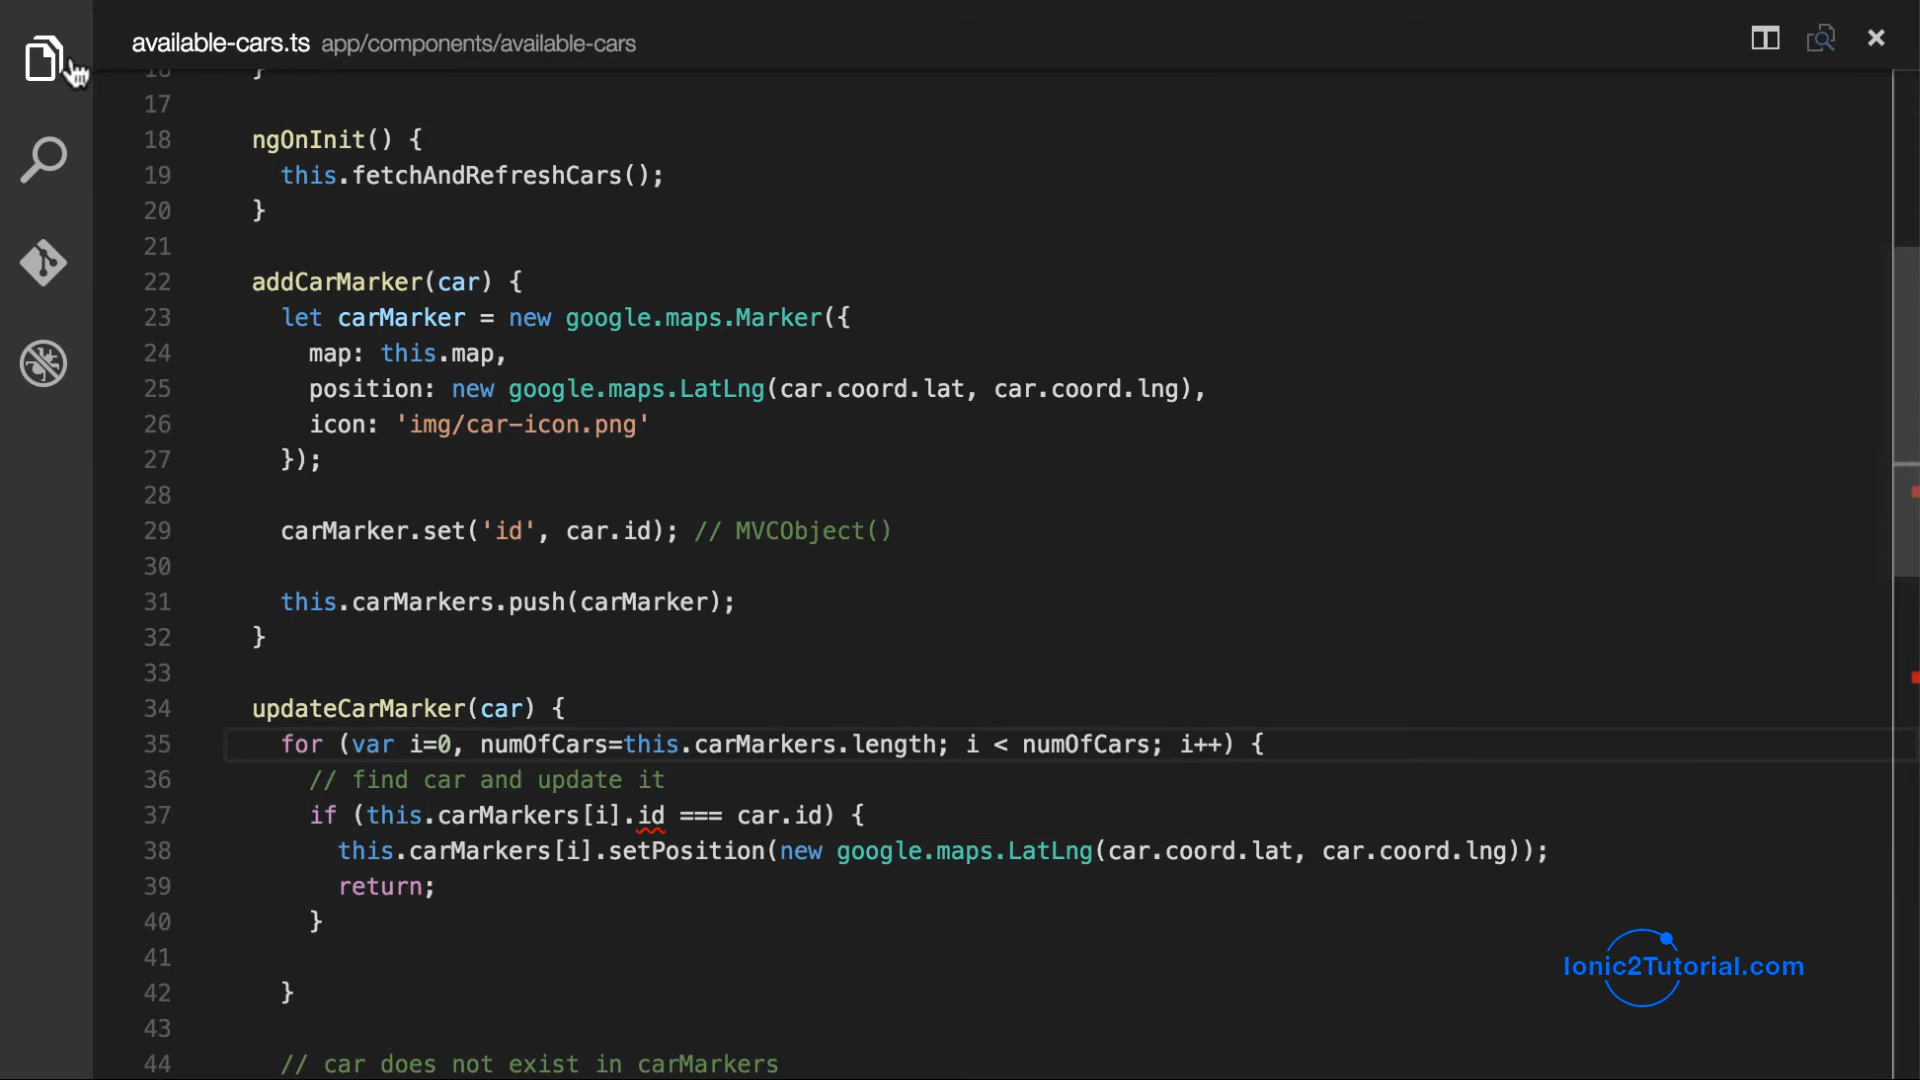 available-cars.ts app/components/available-cars
16 }
17
18 ngOnInit() {
19 this.fetchAndRefreshCars();
20 }
21
22 addCarMarker(car) {
23 let carMarker = new google.maps.Marker({
24 map: this.map,
25 position: new google.maps.LatLng(car.coord.lat, car.coord.lng),
26 icon: 'img/car-icon.png'
27 });
28
29 carMarker.set('id', car.id); // MVCObject()
30
31 this.carMarkers.push(carMarker);
32 }
33
34 updateCarMarker(car) {
35 for (var i=0, numOfCars=this.carMarkers.length; i < numOfCars; i++) {
36 // find car and update it
37 if (this.carMarkers[i].id === car.id) {
38 this.carMarkers[i].setPosition(new google.maps.LatLng(car.coord.lat, car.coord.lng));
39 return;
40 }
41
42 }
43
44 // car does not exist in carMarkers
Ionic2Tutorial.com